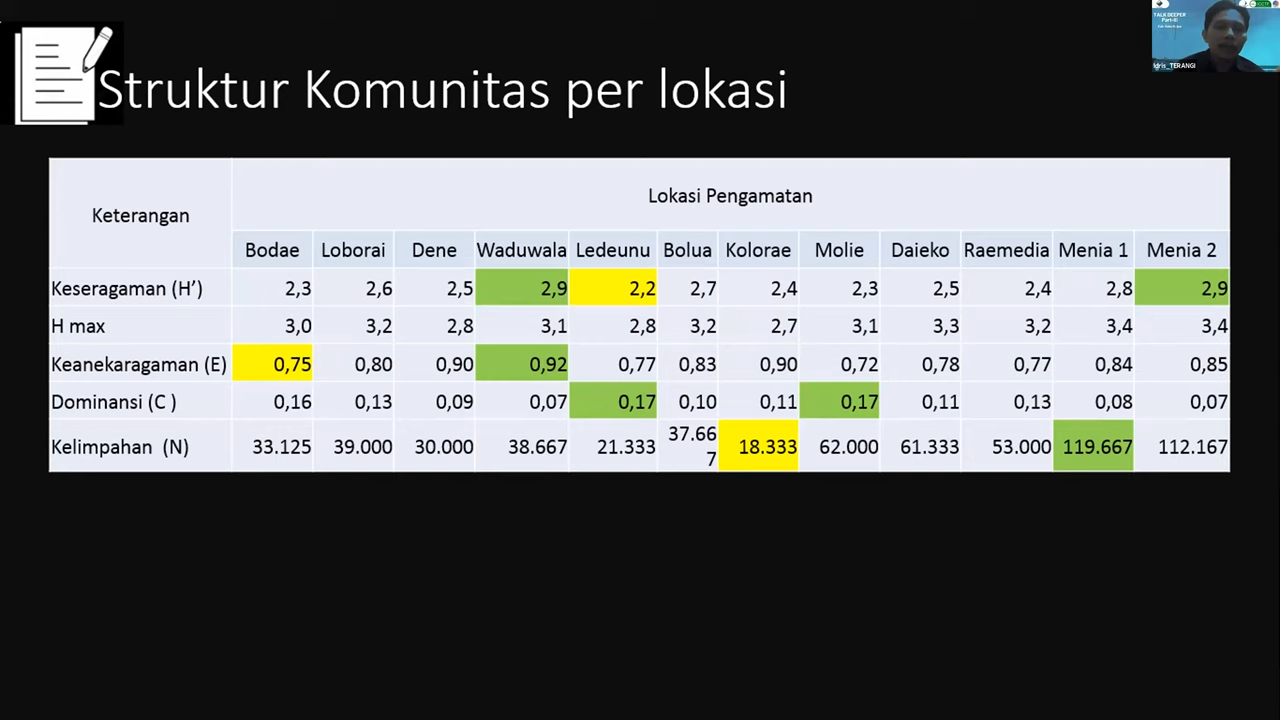 TALK DEEPER
Part-III
Idris_TERANGI
Struktur Komunitas per lokasi
Keterangan Lokasi Pengamatan
Bodae Loborai Dene Waduwala Ledeunu Bolua Kolorae Molie Daieko Raemedia Menia 1 Menia 2
Keseragaman (H’) 2,3 2,6 2,5 2,9 2,2 2,7 2,4 2,3 2,5 2,4 2,8 2,9
H max 3,0 3,2 2,8 3,1 2,8 3,2 2,7 3,1 3,3 3,2 3,4 3,4
Keanekaragaman (E) 0,75 0,80 0,90 0,92 0,77 0,83 0,90 0,72 0,78 0,77 0,84 0,85
Dominansi (C ) 0,16 0,13 0,09 0,07 0,17 0,10 0,11 0,17 0,11 0,13 0,08 0,07
Kelimpahan (N) 33.125 39.000 30.000 38.667 21.333 37.667 18.333 62.000 61.333 53.000 119.667 112.167